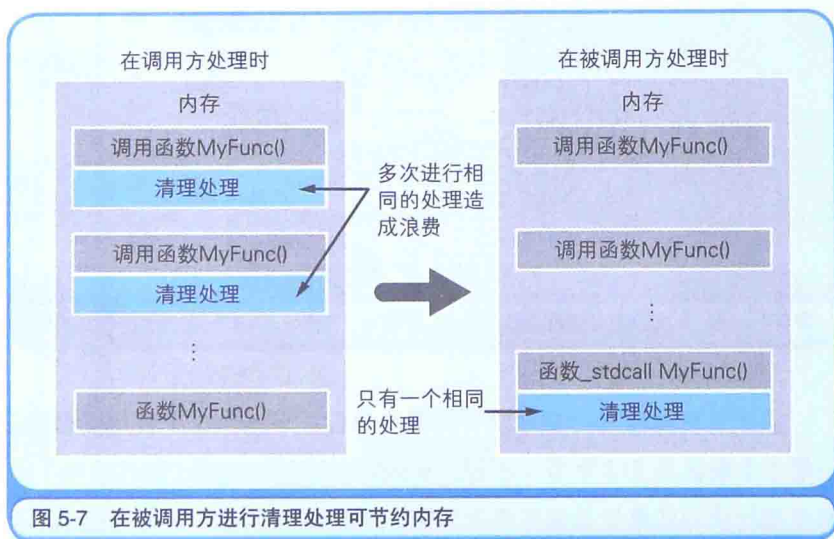 在调用方处理时
内存
调用函数MyFunc()
清理处理
调用函数MyFunc()
清理处理
⋮
函数MyFunc()
多次进行相
同的处理造
成浪费
只有一个相同
的处理
在被调用方处理时
内存
调用函数MyFunc()
调用函数MyFunc()
⋮
函数_stdcall MyFunc()
清理处理
图 5-7 在被调用方进行清理处理可节约内存